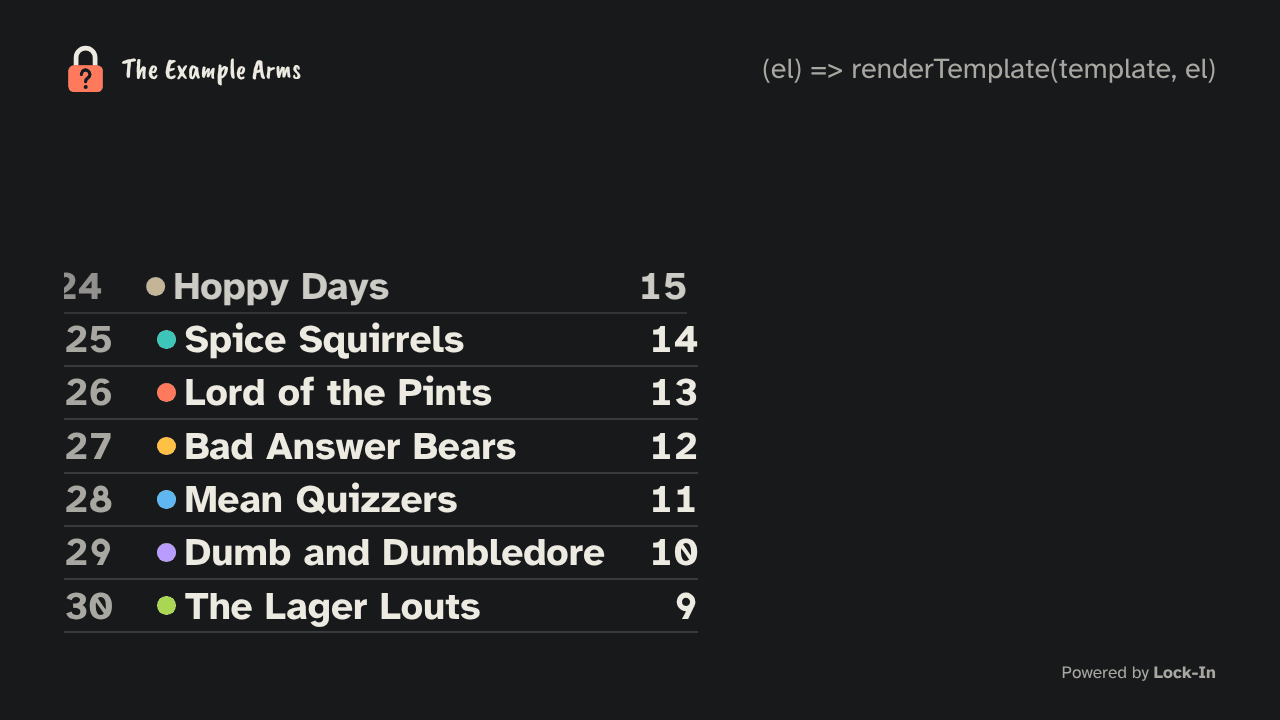 ?
The Example Arms
(el) => renderTemplate(template, el)
24 Hoppy Days 15
25 Spice Squirrels 14
26 Lord of the Pints 13
27 Bad Answer Bears 12
28 Mean Quizzers 11
29 Dumb and Dumbledore 10
30 The Lager Louts 9
Powered by Lock-In